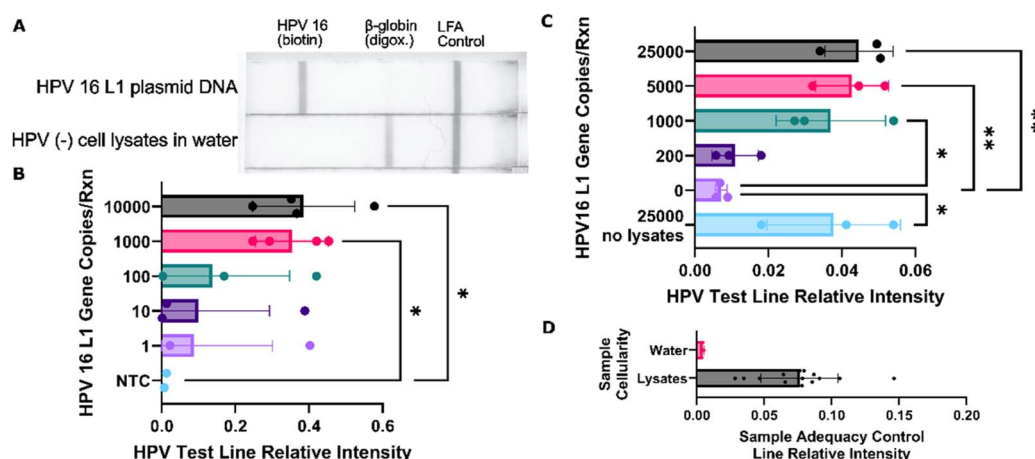 A
HPV 16
(biotin)
β-globin
(digox.)
LFA
Control
HPV 16 L1 plasmid DNA
HPV (-) cell lysates in water
B
HPV 16 L1 Gene Copies/Rxn
10000
1000
100
10
1
NTC
*
*
0.0 0.2 0.4 0.6 0.8
HPV Test Line Relative Intensity
C
HPV16 L1 Gene Copies/Rxn
25000
5000
1000
200
0
25000
no lysates
*
*
**
**
0.00 0.02 0.04 0.06
HPV Test Line Relative Intensity
D
Sample
Cellularity
Water
Lysates
0.00 0.05 0.10 0.15 0.20
Sample Adequacy Control
Line Relative Intensity